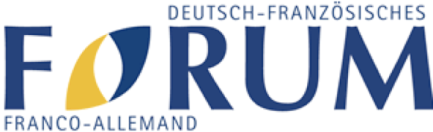 DEUTSCH-FRANZÖSISCHES
FORUM
FRANCO-ALLEMAND